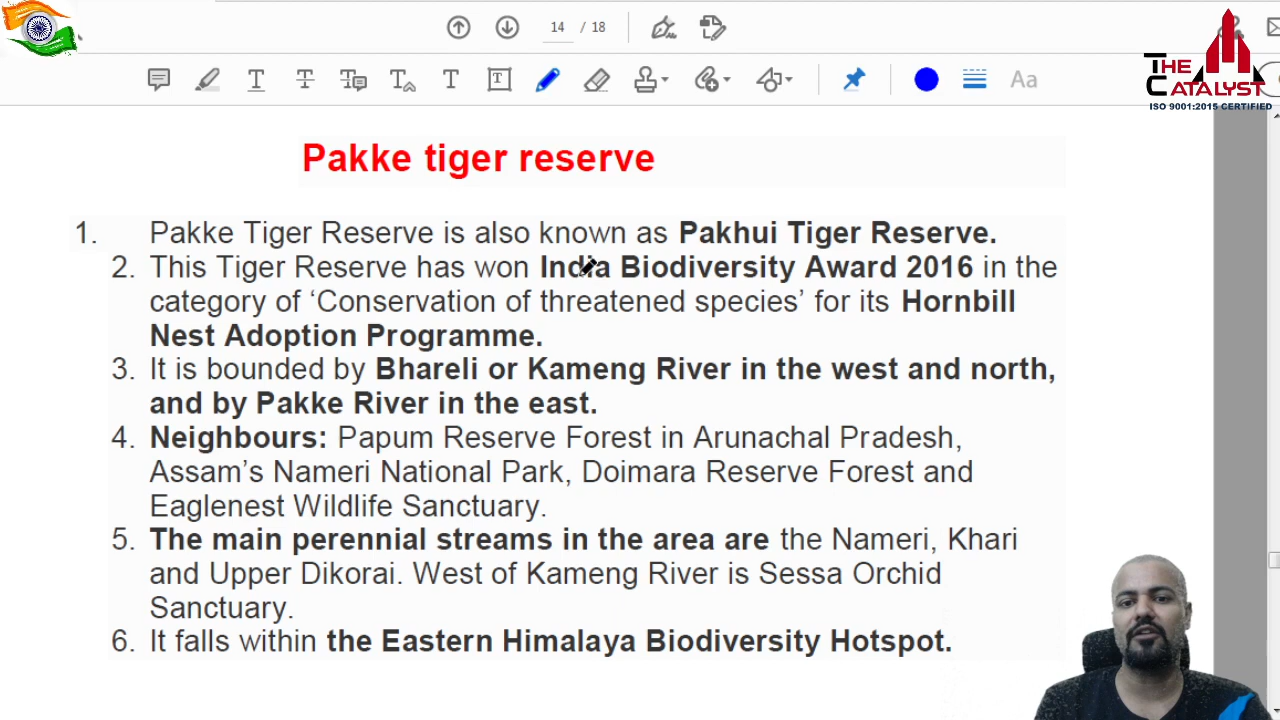 14 / 18
T T T T T T Aa
THE
CATALYST
ISO 9001:2015 CERTIFIED
Pakke tiger reserve
1. Pakke Tiger Reserve is also known as Pakhui Tiger Reserve.
2. This Tiger Reserve has won India Biodiversity Award 2016 in the
category of ‘Conservation of threatened species’ for its Hornbill
Nest Adoption Programme.
3. It is bounded by Bhareli or Kameng River in the west and north,
and by Pakke River in the east.
4. Neighbours: Papum Reserve Forest in Arunachal Pradesh,
Assam’s Nameri National Park, Doimara Reserve Forest and
Eaglenest Wildlife Sanctuary.
5. The main perennial streams in the area are the Nameri, Khari
and Upper Dikorai. West of Kameng River is Sessa Orchid
Sanctuary.
6. It falls within the Eastern Himalaya Biodiversity Hotspot.